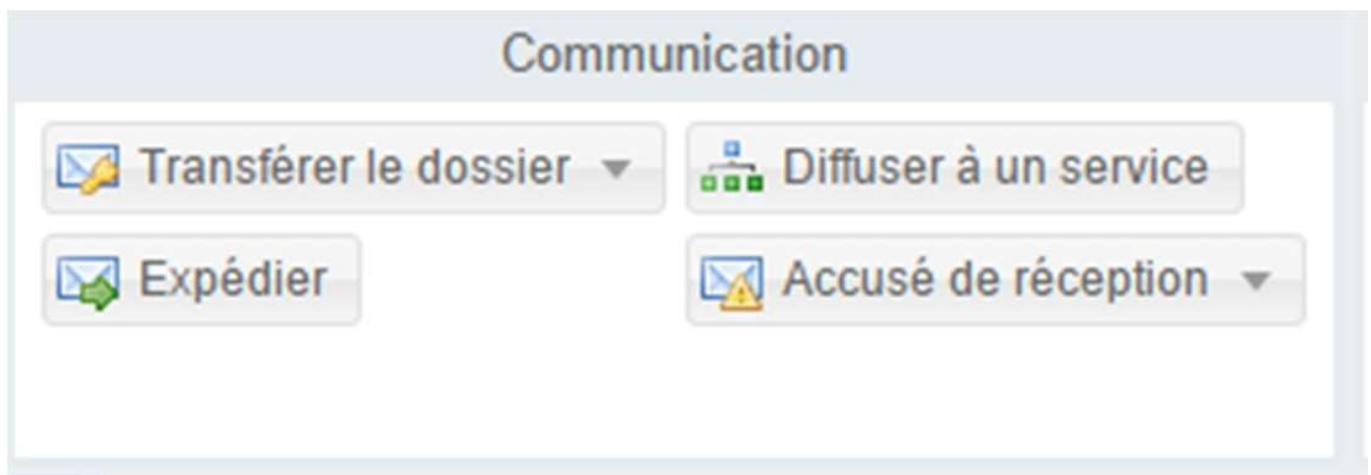 Communication
Transférer le dossier
Diffuser à un service
Expédier
Accusé de réception